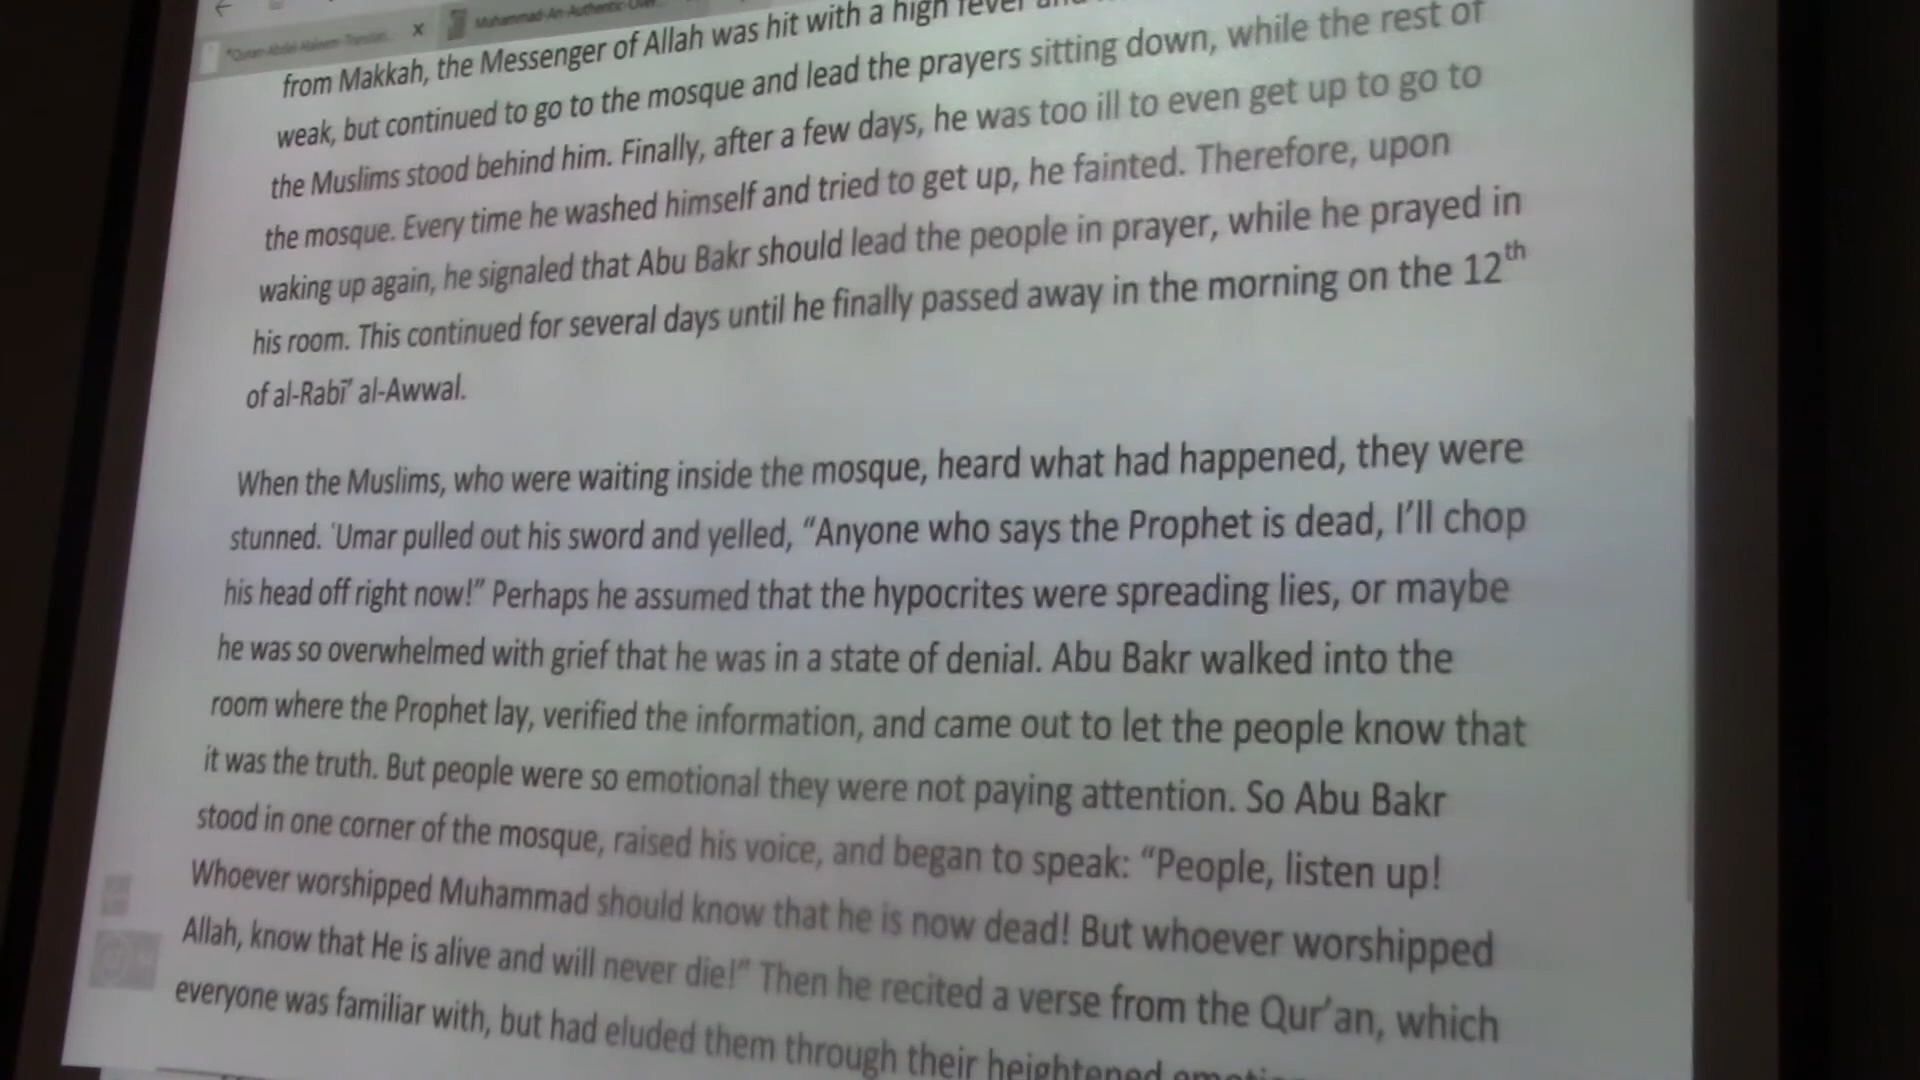 Muhammad-An-Authentic-Over...
from Makkah, the Messenger of Allah was hit with a high fever and
weak, but continued to go to the mosque and lead the prayers sitting down, while the rest of
the Muslims stood behind him. Finally, after a few days, he was too ill to even get up to go to
the mosque. Every time he washed himself and tried to get up, he fainted. Therefore, upon
waking up again, he signaled that Abu Bakr should lead the people in prayer, while he prayed in
his room. This continued for several days until he finally passed away in the morning on the 12th
of al-Rabī' al-Awwal.
When the Muslims, who were waiting inside the mosque, heard what had happened, they were
stunned. 'Umar pulled out his sword and yelled, “Anyone who says the Prophet is dead, I’ll chop
his head off right now!” Perhaps he assumed that the hypocrites were spreading lies, or maybe
he was so overwhelmed with grief that he was in a state of denial. Abu Bakr walked into the
room where the Prophet lay, verified the information, and came out to let the people know that
it was the truth. But people were so emotional they were not paying attention. So Abu Bakr
stood in one corner of the mosque, raised his voice, and began to speak: “People, listen up!
Whoever worshipped Muhammad should know that he is now dead! But whoever worshipped
Allah, know that He is alive and will never die!” Then he recited a verse from the Qur’an, which
everyone was familiar with, but had eluded them through their heightened